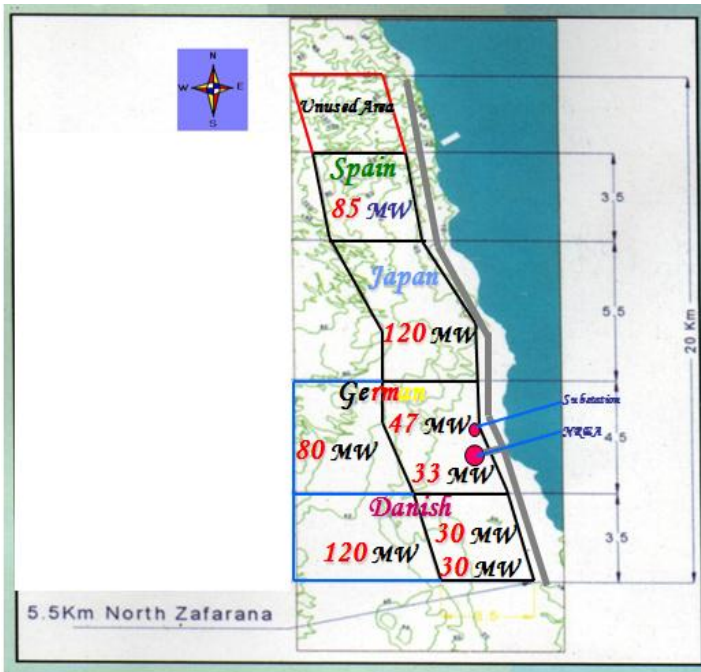 N
W E
S
Unused Area
Spain
85 MW
3.5
Japan
120 MW
5.5
20 Km
German
47 MW
Substation
NREA
80 MW
33 MW
4.5
Danish
30 MW
120 MW
30 MW
3.5
5.5Km North Zafarana